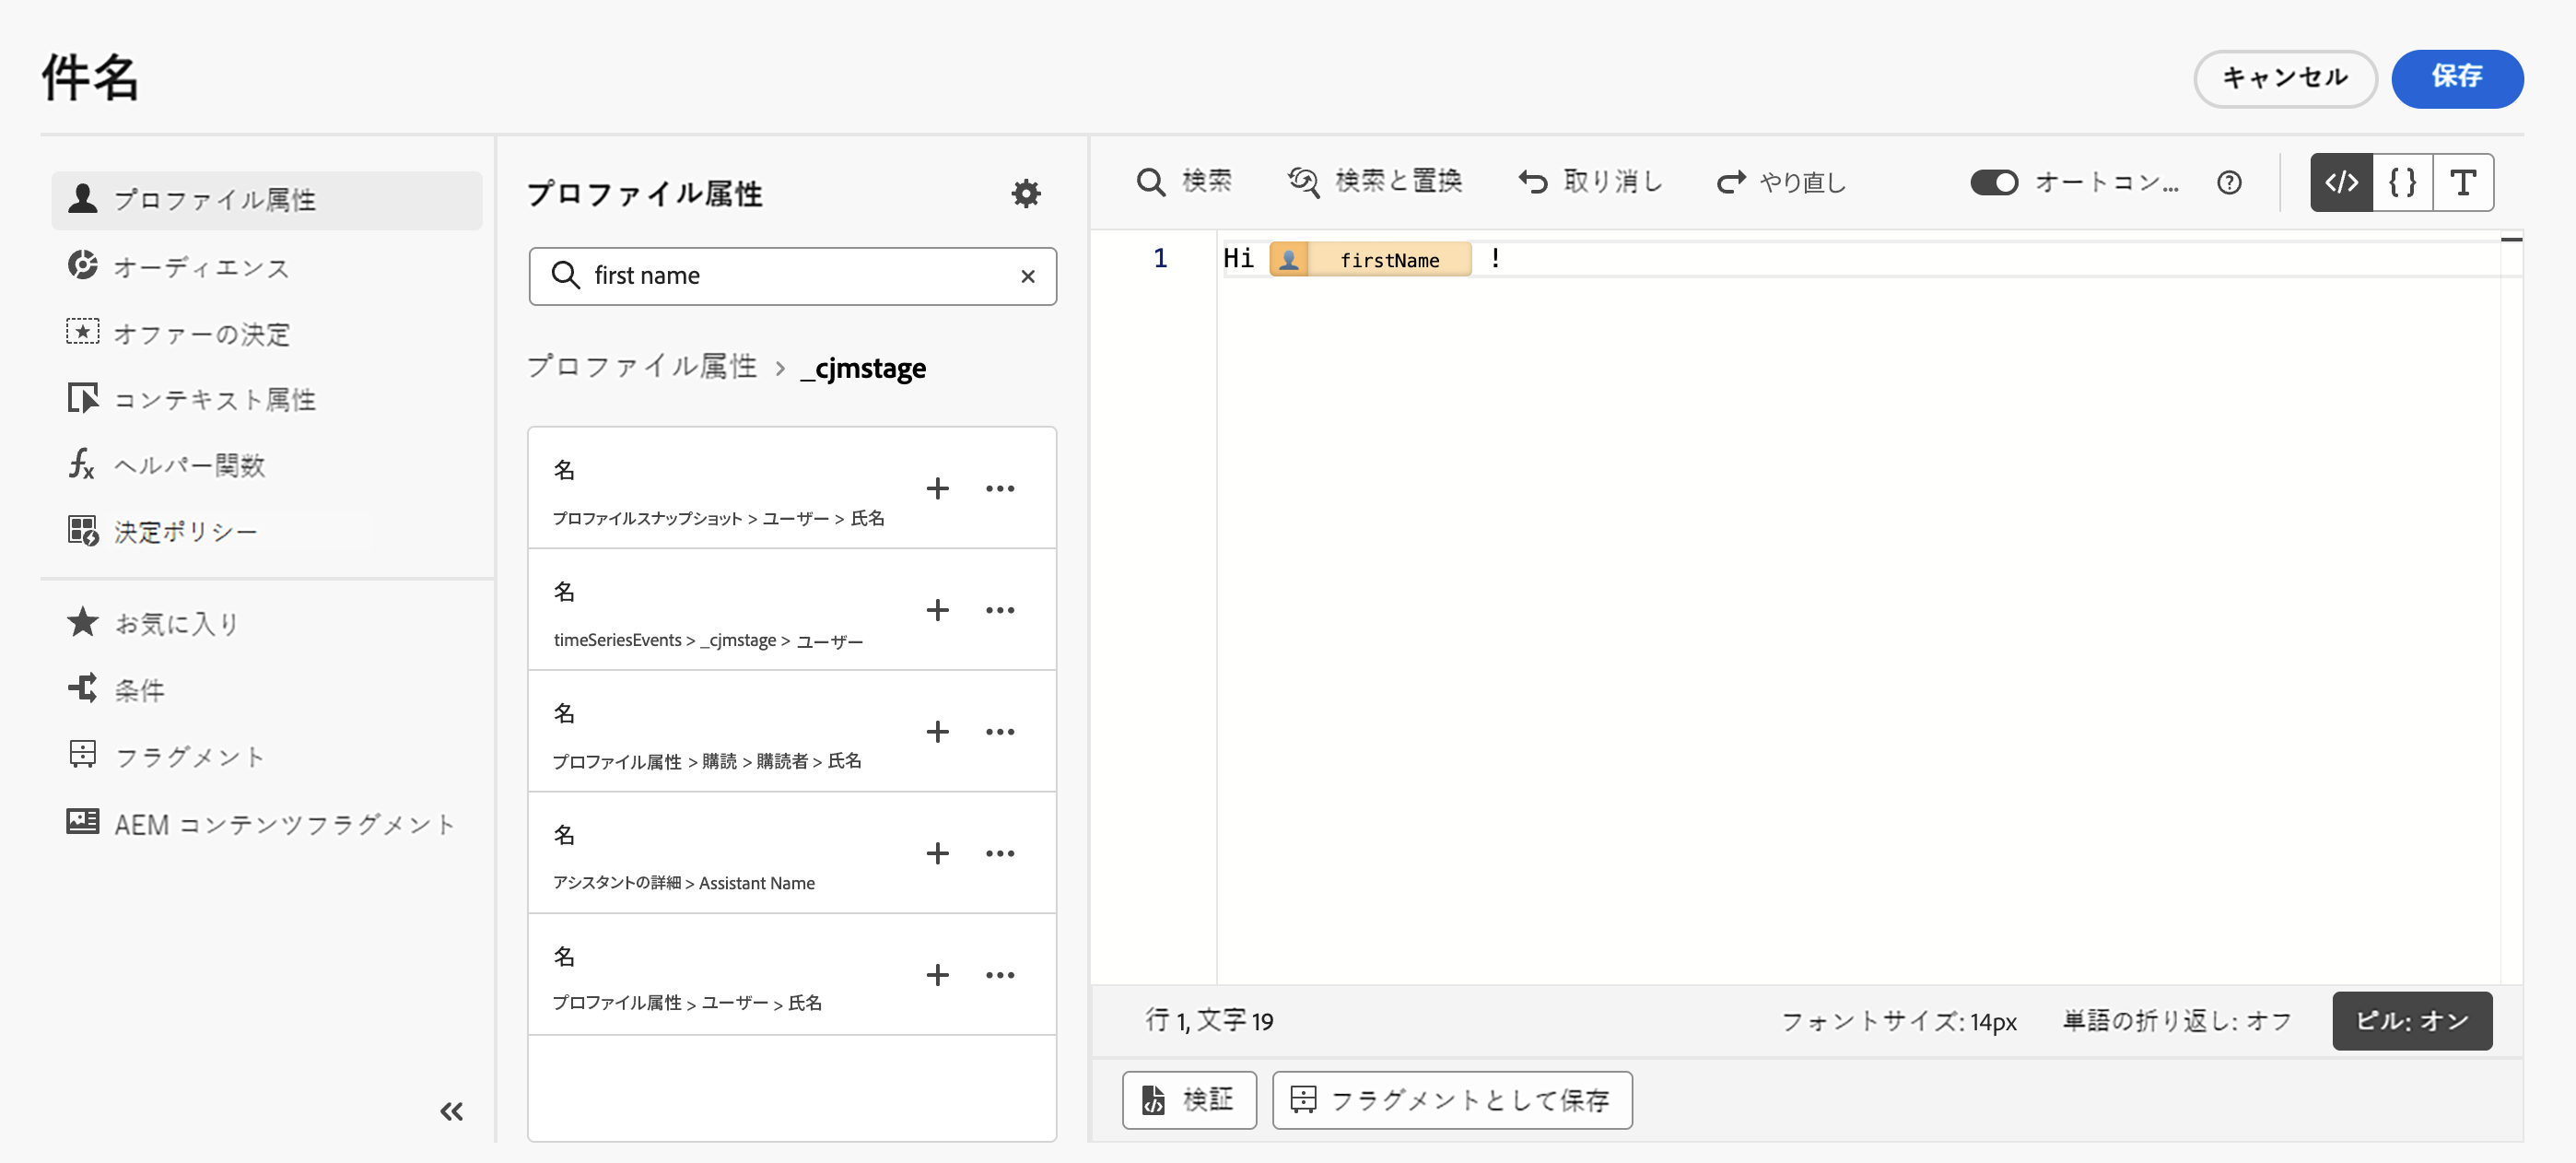 件名
キャンセル
保存
プロファイル属性
オーディエンス
オファーの決定
コンテキスト属性
ヘルパー関数
決定ポリシー
お気に入り
条件
フラグメント
AEM コンテンツフラグメント
プロファイル属性
first name
プロファイル属性 > _cjmstage
名
プロファイルスナップショット > ユーザー > 氏名
名
timeSeriesEvents > _cjmstage > ユーザー
名
プロファイル属性 > 購読 > 購読者 > 氏名
名
アシスタントの詳細 > Assistant Name
名
プロファイル属性 > ユーザー > 氏名
検索
検索と置換
取り消し
やり直し
オートコン...
1
Hi firstName !
行 1, 文字 19
フォントサイズ: 14px
単語の折り返し: オフ
ピル: オン
検証
フラグメントとして保存